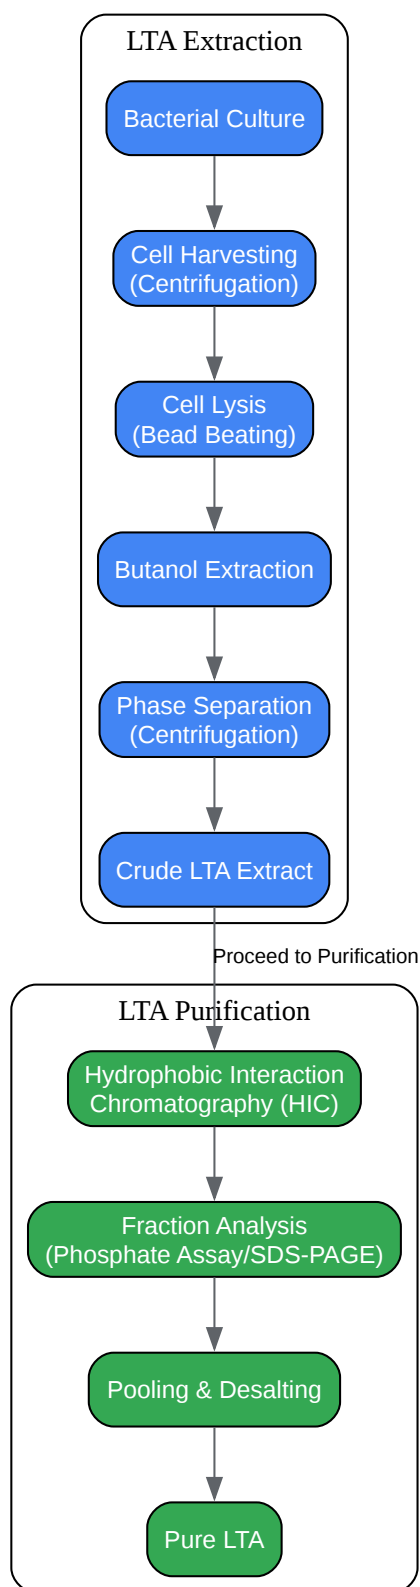 LTA Extraction
Bacterial Culture
Cell Harvesting
(Centrifugation)
Cell Lysis
(Bead Beating)
Butanol Extraction
Phase Separation
(Centrifugation)
Crude LTA Extract
Proceed to Purification
LTA Purification
Hydrophobic Interaction
Chromatography (HIC)
Fraction Analysis
(Phosphate Assay/SDS-PAGE)
Pooling & Desalting
Pure LTA